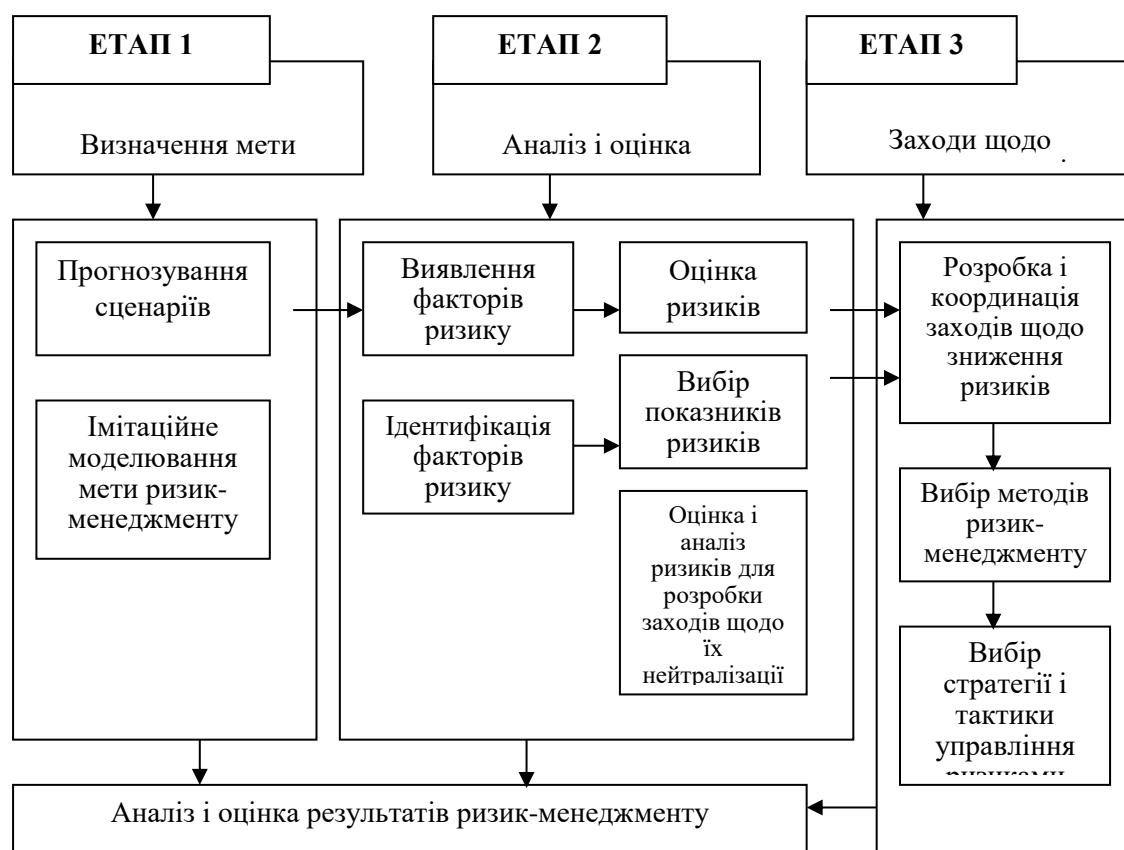 ЕТАП 1
Визначення мети
ЕТАП 2
Аналіз і оцінка
ЕТАП 3
Заходи щодо
Прогнозування
сценаріїв
Імітаційне
моделювання
мети ризик-
менеджменту
Виявлення
факторів
ризику
Ідентифікація
факторів
ризику
Оцінка
ризиків
Вибір
показників
ризиків
Оцінка і
аналіз
ризиків для
розробки
заходів щодо
їх
нейтралізації
Розробка і
координація
заходів щодо
зниження
ризиків
Вибір методів
ризик-
менеджменту
Вибір
стратегії і
тактики
управління
ризиками
Аналіз і оцінка результатів ризик-менеджменту